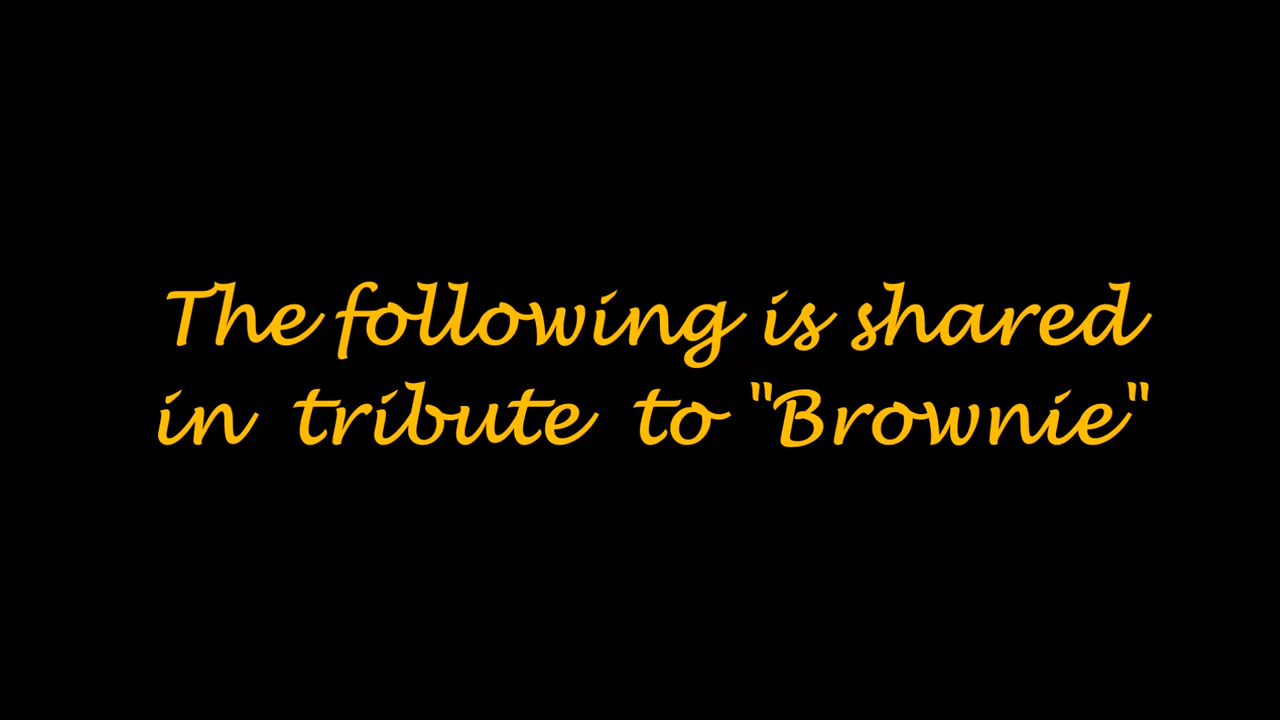 The following is shared
in tribute to "Brownie"